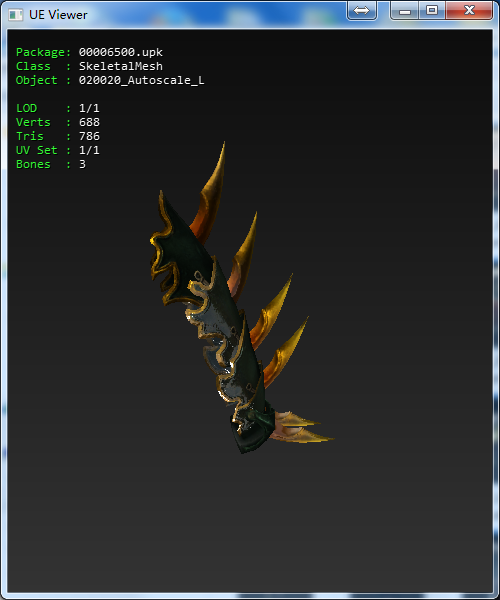 UE Viewer
Package: 00006500.upk
Class : SkeletalMesh
Object : 020020_Autoscale_L
LOD : 1/1
Verts : 688
Tris : 786
UV Set : 1/1
Bones : 3